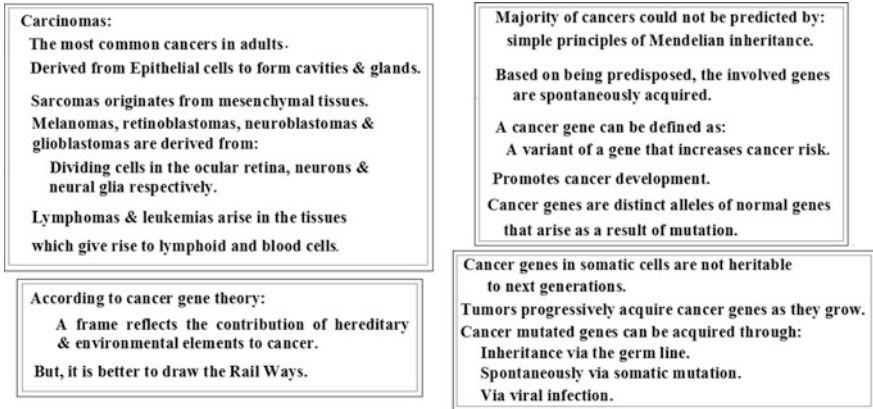 Carcinomas:
The most common cancers in adults.
Derived from Epithelial cells to form cavities & glands.
Sarcomas originates from mesenchymal tissues.
Melanomas, retinoblastomas, neuroblastomas &
glioblastomas are derived from:
Dividing cells in the ocular retina, neurons &
neural glia respectively.
Lymphomas & leukemias arise in the tissues
which give rise to lymphoid and blood cells.
According to cancer gene theory:
A frame reflects the contribution of hereditary
& environmental elements to cancer.
But, it is better to draw the Rail Ways.
Majority of cancers could not be predicted by:
simple principles of Mendelian inheritance.
Based on being predisposed, the involved genes
are spontaneously acquired.
A cancer gene can be defined as:
A variant of a gene that increases cancer risk.
Promotes cancer development.
Cancer genes are distinct alleles of normal genes
that arise as a result of mutation.
Cancer genes in somatic cells are not heritable
to next generations.
Tumors progressively acquire cancer genes as they grow.
Cancer mutated genes can be acquired through:
Inheritance via the germ line.
Spontaneously via somatic mutation.
Via viral infection.